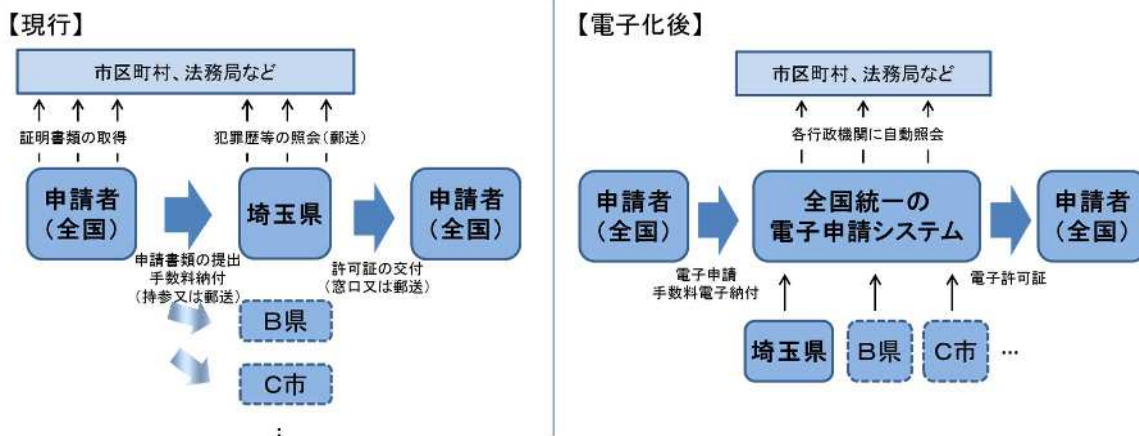 【現行】
市区町村、法務局など
証明書類の取得
犯罪歴等の照会(郵送)
申請者
(全国)
埼玉県
申請者
(全国)
申請書類の提出
手数料納付
(持参又は郵送)
許可証の交付
(窓口又は郵送)
B県
C市
:
【電子化後】
市区町村、法務局など
各行政機関に自動照会
申請者
(全国)
全国統一の
電子申請システム
申請者
(全国)
電子申請
手数料電子納付
電子許可証
埼玉県
B県
C市
…